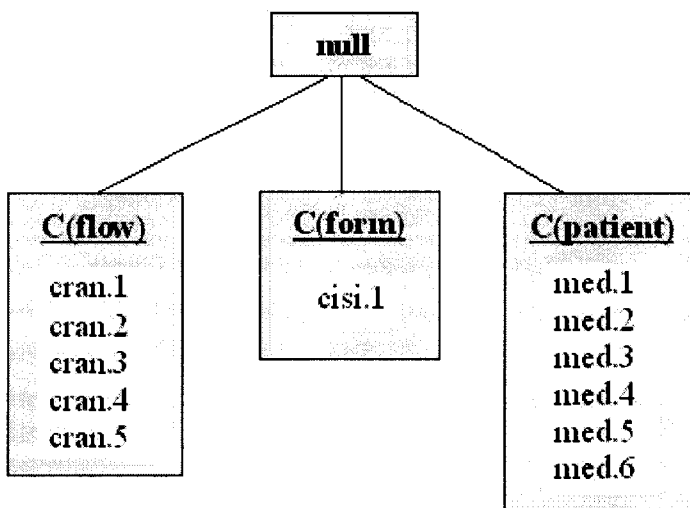 null
C(flow)
cran.1
cran.2
cran.3
cran.4
cran.5
C(form)
cisi.1
C(patient)
med.1
med.2
med.3
med.4
med.5
med.6